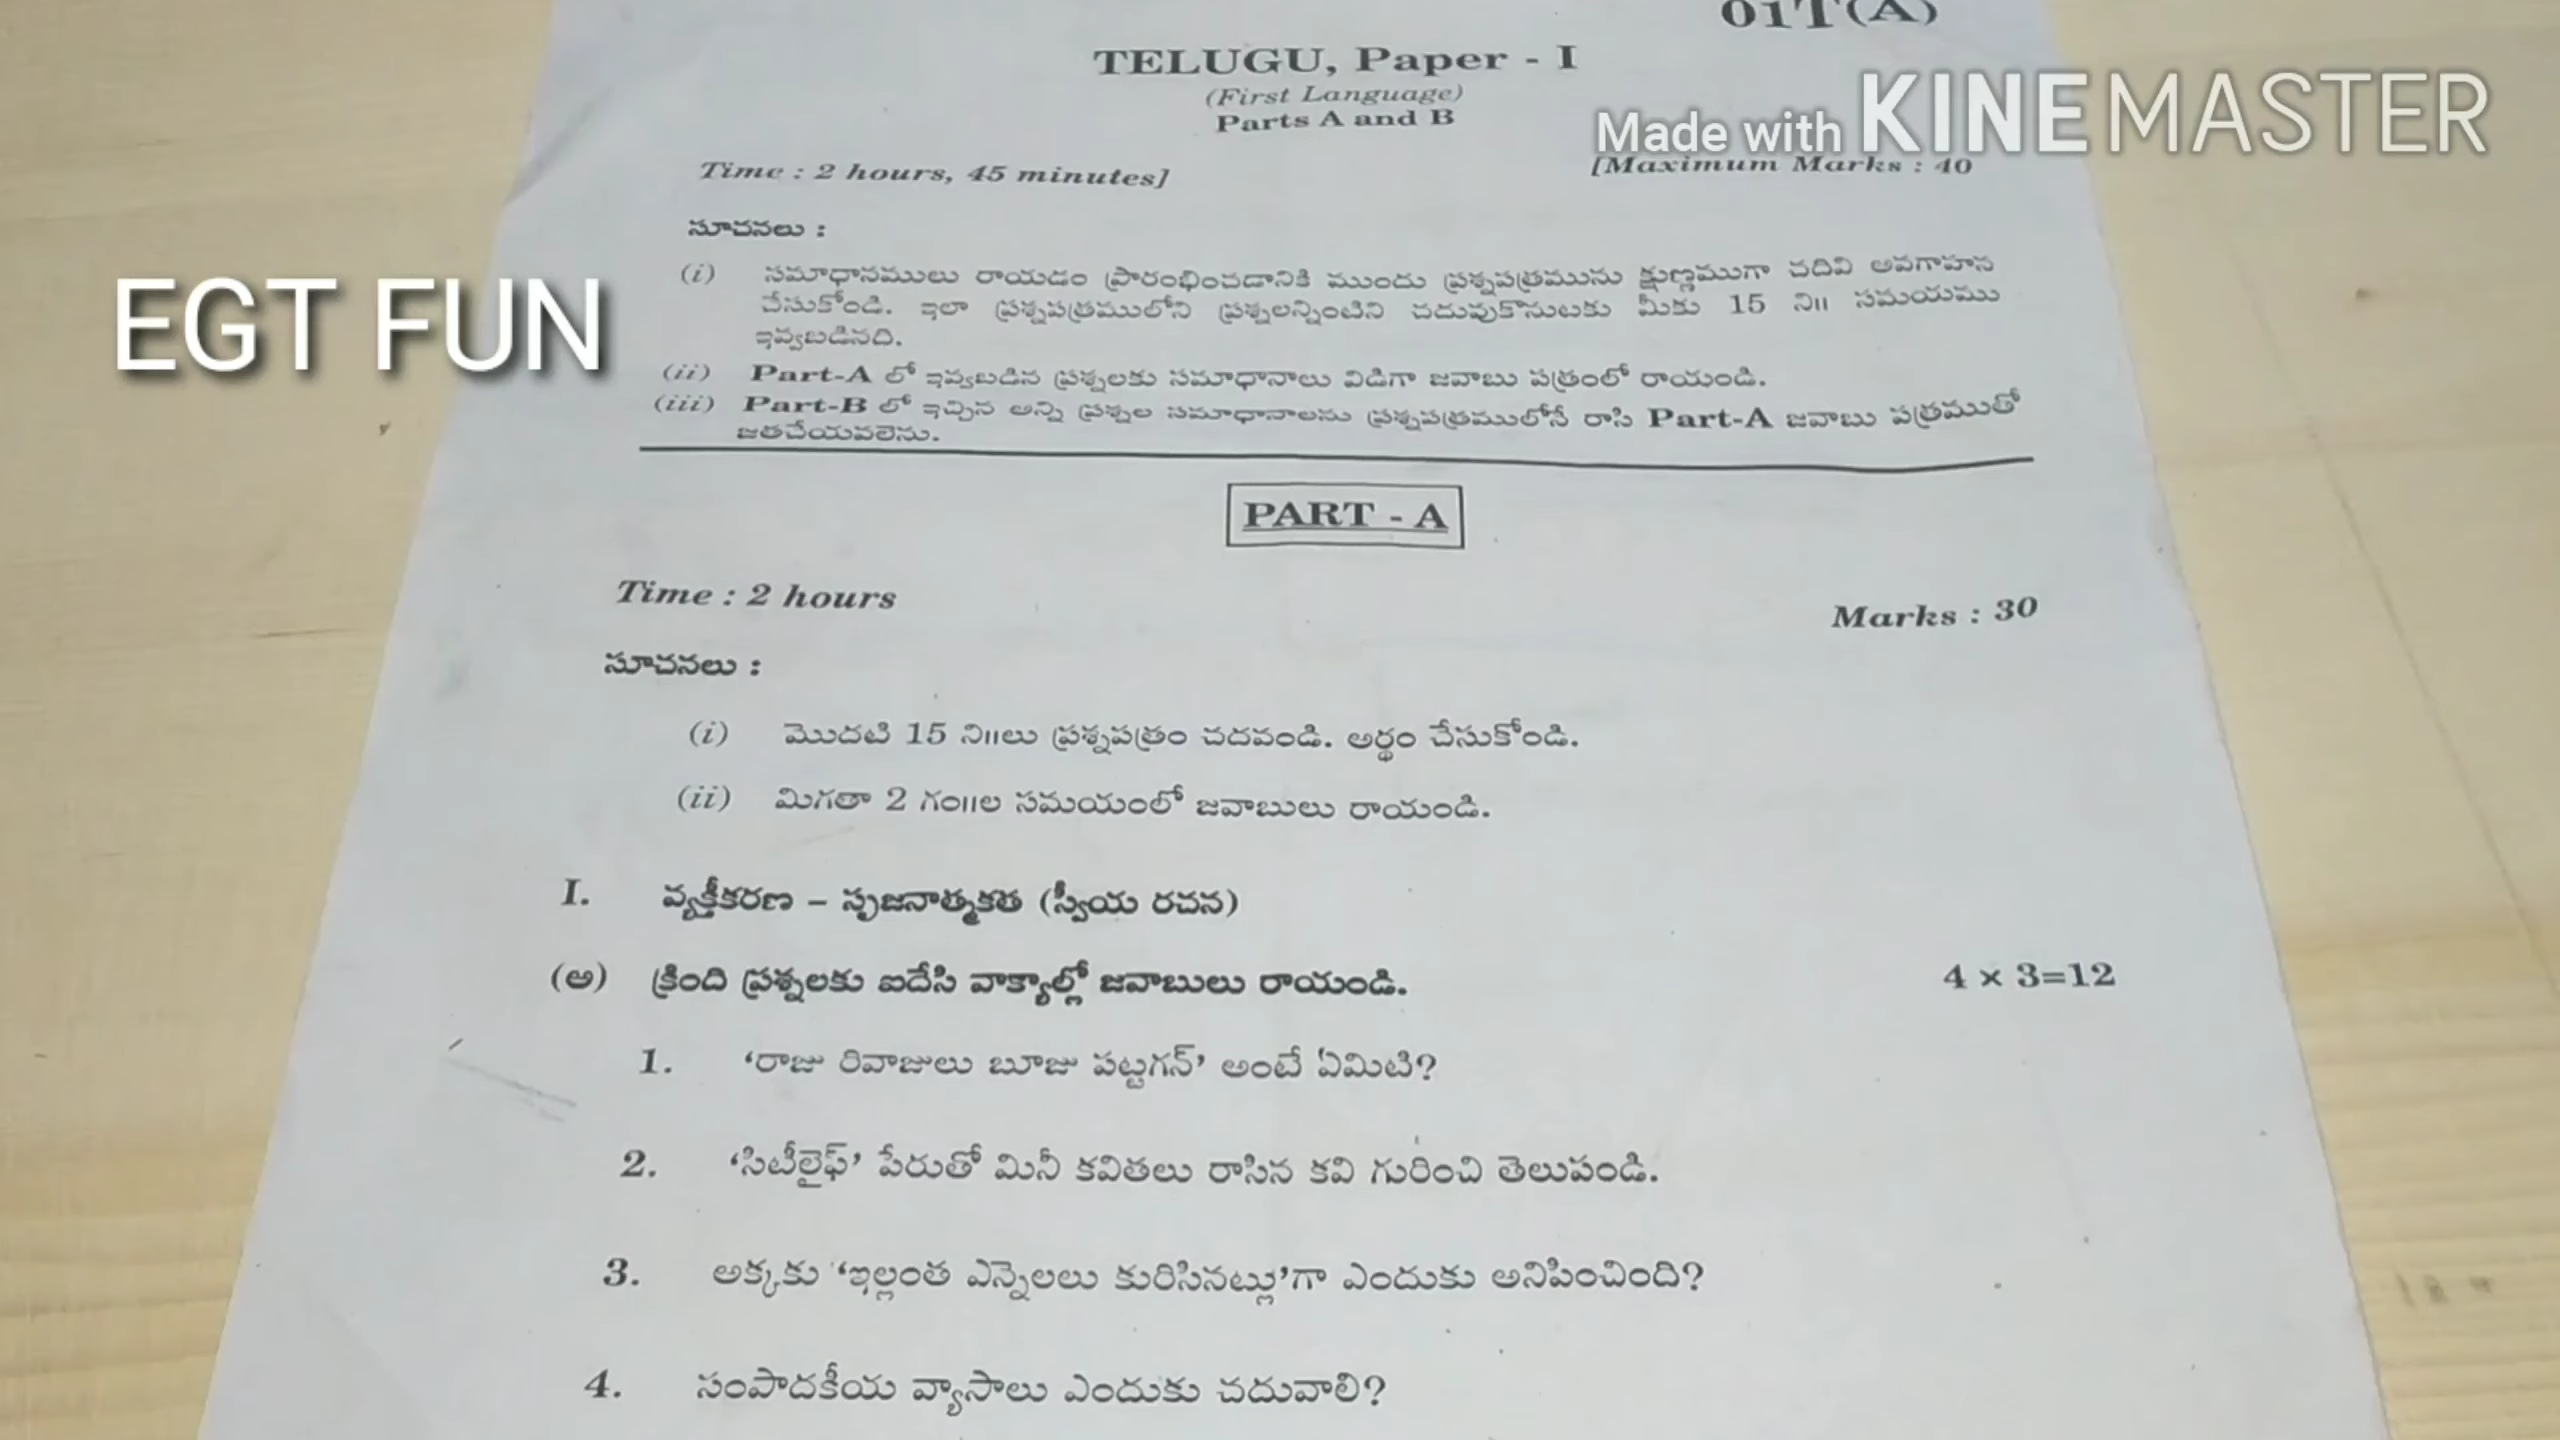 01T(A)
TELUGU, Paper - I
(First Language)
Parts A and B
Made with KINEMASTER
Time : 2 hours, 45 minutes]
[Maximum Marks : 40
సూచనలు :
EGT FUN
(i) సమాధానములు రాయడం ప్రారంభించడానికి ముందు ప్రశ్నపత్రమును క్షుణ్ణముగా చదివి అవగాహన
చేసుకోండి. ఇలా ప్రశ్నపత్రములోని ప్రశ్నలన్నింటిని చదువుకొనుటకు మీకు 15 ని॥ సమయము
ఇవ్వబడినది.
(ii) Part-A లో ఇవ్వబడిన ప్రశ్నలకు సమాధానాలు విడిగా జవాబు పత్రంలో రాయండి.
(iii) Part-B లో ఇచ్చిన అన్ని ప్రశ్నల సమాధానాలను ప్రశ్నపత్రములోనే రాసి Part-A జవాబు పత్రముతో
జతచేయవలెను.
PART - A
Time : 2 hours
Marks : 30
సూచనలు :
(i) మొదటి 15 ని॥లు ప్రశ్నపత్రం చదవండి. అర్థం చేసుకోండి.
(ii) మిగతా 2 గం॥ల సమయంలో జవాబులు రాయండి.
I. వ్యక్తీకరణ – సృజనాత్మకత (స్వీయ రచన)
(అ) క్రింది ప్రశ్నలకు ఐదేసి వాక్యాల్లో జవాబులు రాయండి. 4 × 3=12
1. ‘రాజు రివాజులు బూజు పట్టగన్’ అంటే ఏమిటి?
2. ‘సిటీలైఫ్’ పేరుతో మినీ కవితలు రాసిన కవి గురించి తెలుపండి.
3. అక్కకు ‘ఇల్లంత ఎన్నెలలు కురిసినట్లు’గా ఎందుకు అనిపించింది?
4. సంపాదకీయ వ్యాసాలు ఎందుకు చదువాలి?